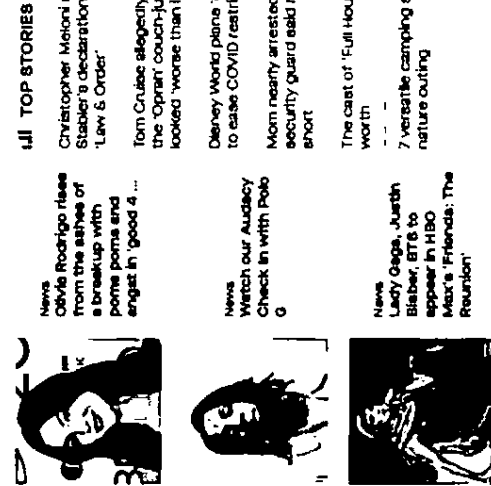 News
Olivia Rodrigo rises
from the ashes of
a breakup with
poms poms and
angst in 'good 4 ...
News
Watch our Audacy
Check in with Polo
G
News
Lady Gaga, Justin
Bieber, BTS to
appear in HBO
Max's 'Friends: The
Reunion'
TOP STORIES
Christopher Meloni
Stabler's declaration
'Law & Order'
Tom Cruise allegedly
the 'Oprah' couch-ju
looked 'worse than
Disney World plans
to ease COVID restri
Mom nearly arrested
security guard said
short
The cast of 'Full Hou
worth
7 versatile camping
nature outing